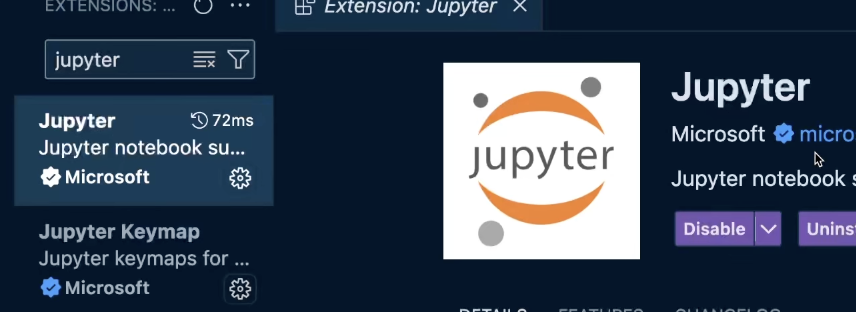 EXTENSIONS: ...
Extension: Jupyter
jupyter
Jupyter
72ms
Jupyter notebook su...
Microsoft
Jupyter Keymap
Jupyter keymaps for ...
Microsoft
jupyter
Jupyter
Microsoft micro
Jupyter notebook s
Disable
Unins
DETAILS FEATURES CHANGELOG